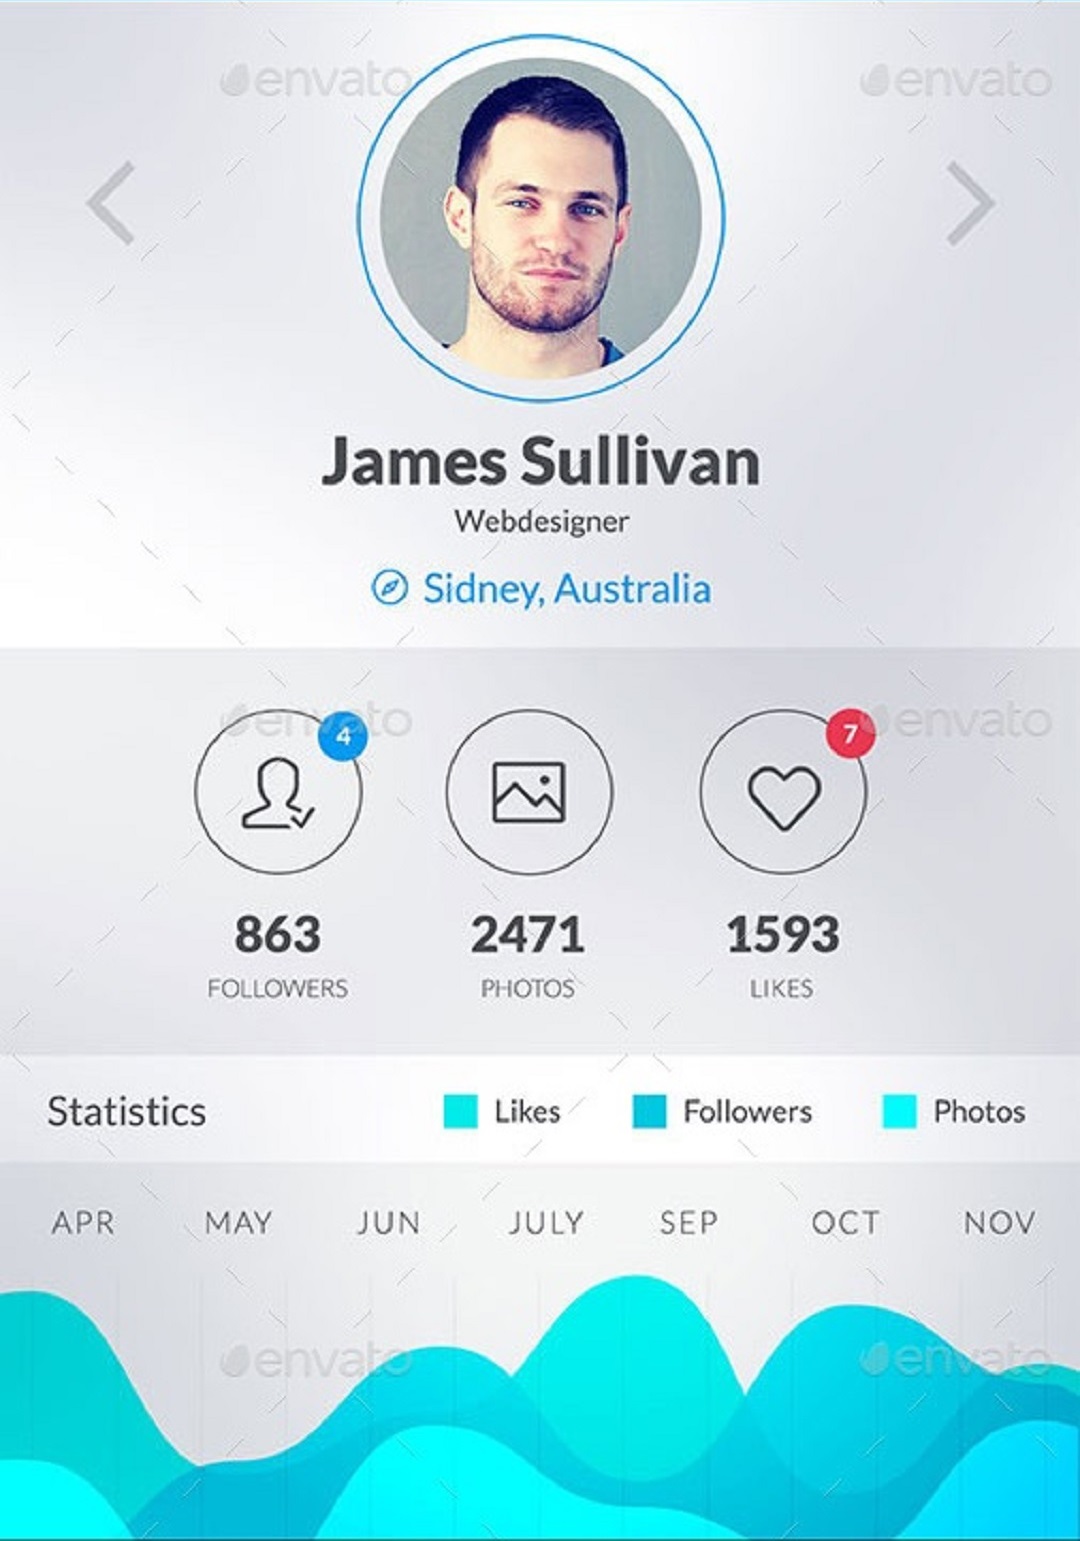 envato envato
James Sullivan
Webdesigner
Sidney, Australia
envato 4 7 envato
863 2471 1593
FOLLOWERS PHOTOS LIKES
Statistics Likes Followers Photos
APR MAY JUN JULY SEP OCT NOV
envato envato